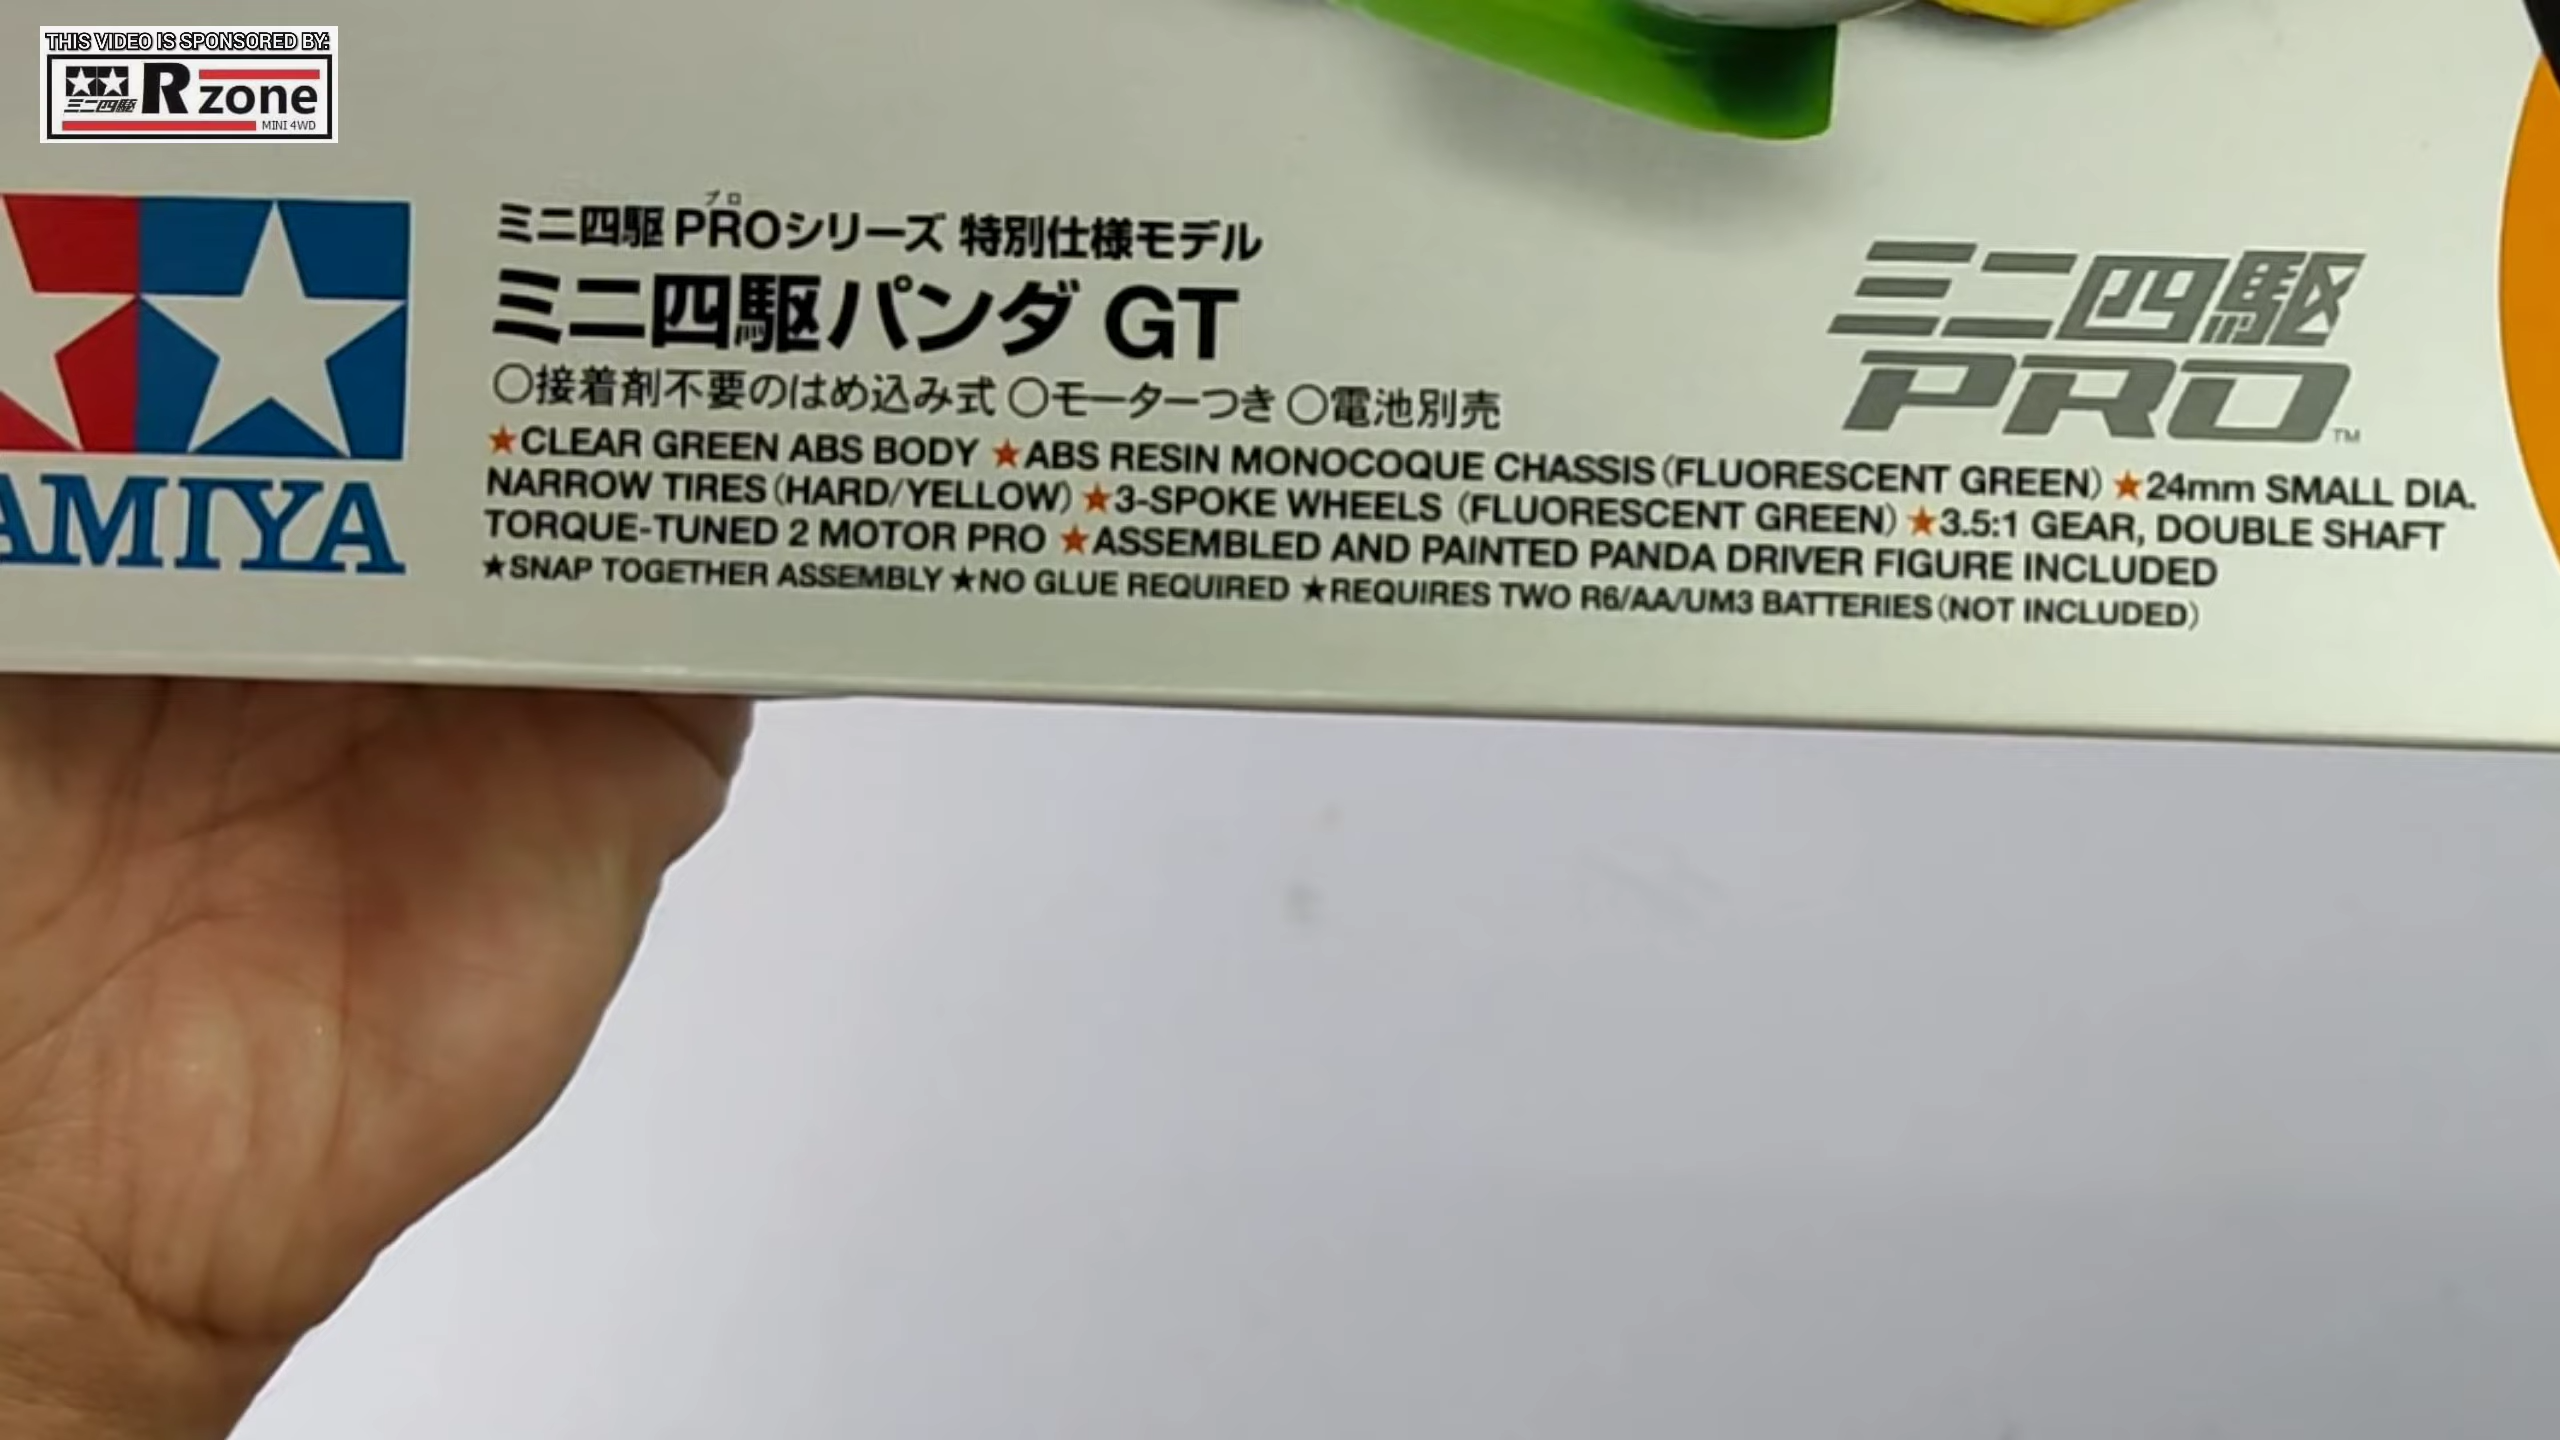 THIS VIDEO IS SPONSORED BY:
ミニ四駆 R zone
MINI 4WD
プロ
ミニ四駆 PROシリーズ 特別仕様モデル
ミニ四駆パンダ GT
○接着剤不要のはめ込み式 ○モーターつき ○電池別売
★CLEAR GREEN ABS BODY ★ABS RESIN MONOCOQUE CHASSIS (FLUORESCENT GREEN) ★24mm SMALL DIA.
NARROW TIRES (HARD/YELLOW) ★3-SPOKE WHEELS (FLUORESCENT GREEN) ★3.5:1 GEAR, DOUBLE SHAFT
TORQUE-TUNED 2 MOTOR PRO ★ASSEMBLED AND PAINTED PANDA DRIVER FIGURE INCLUDED
★SNAP TOGETHER ASSEMBLY ★NO GLUE REQUIRED ★REQUIRES TWO R6/AA/UM3 BATTERIES (NOT INCLUDED)
AMIYA
ミニ四駆
PRO™